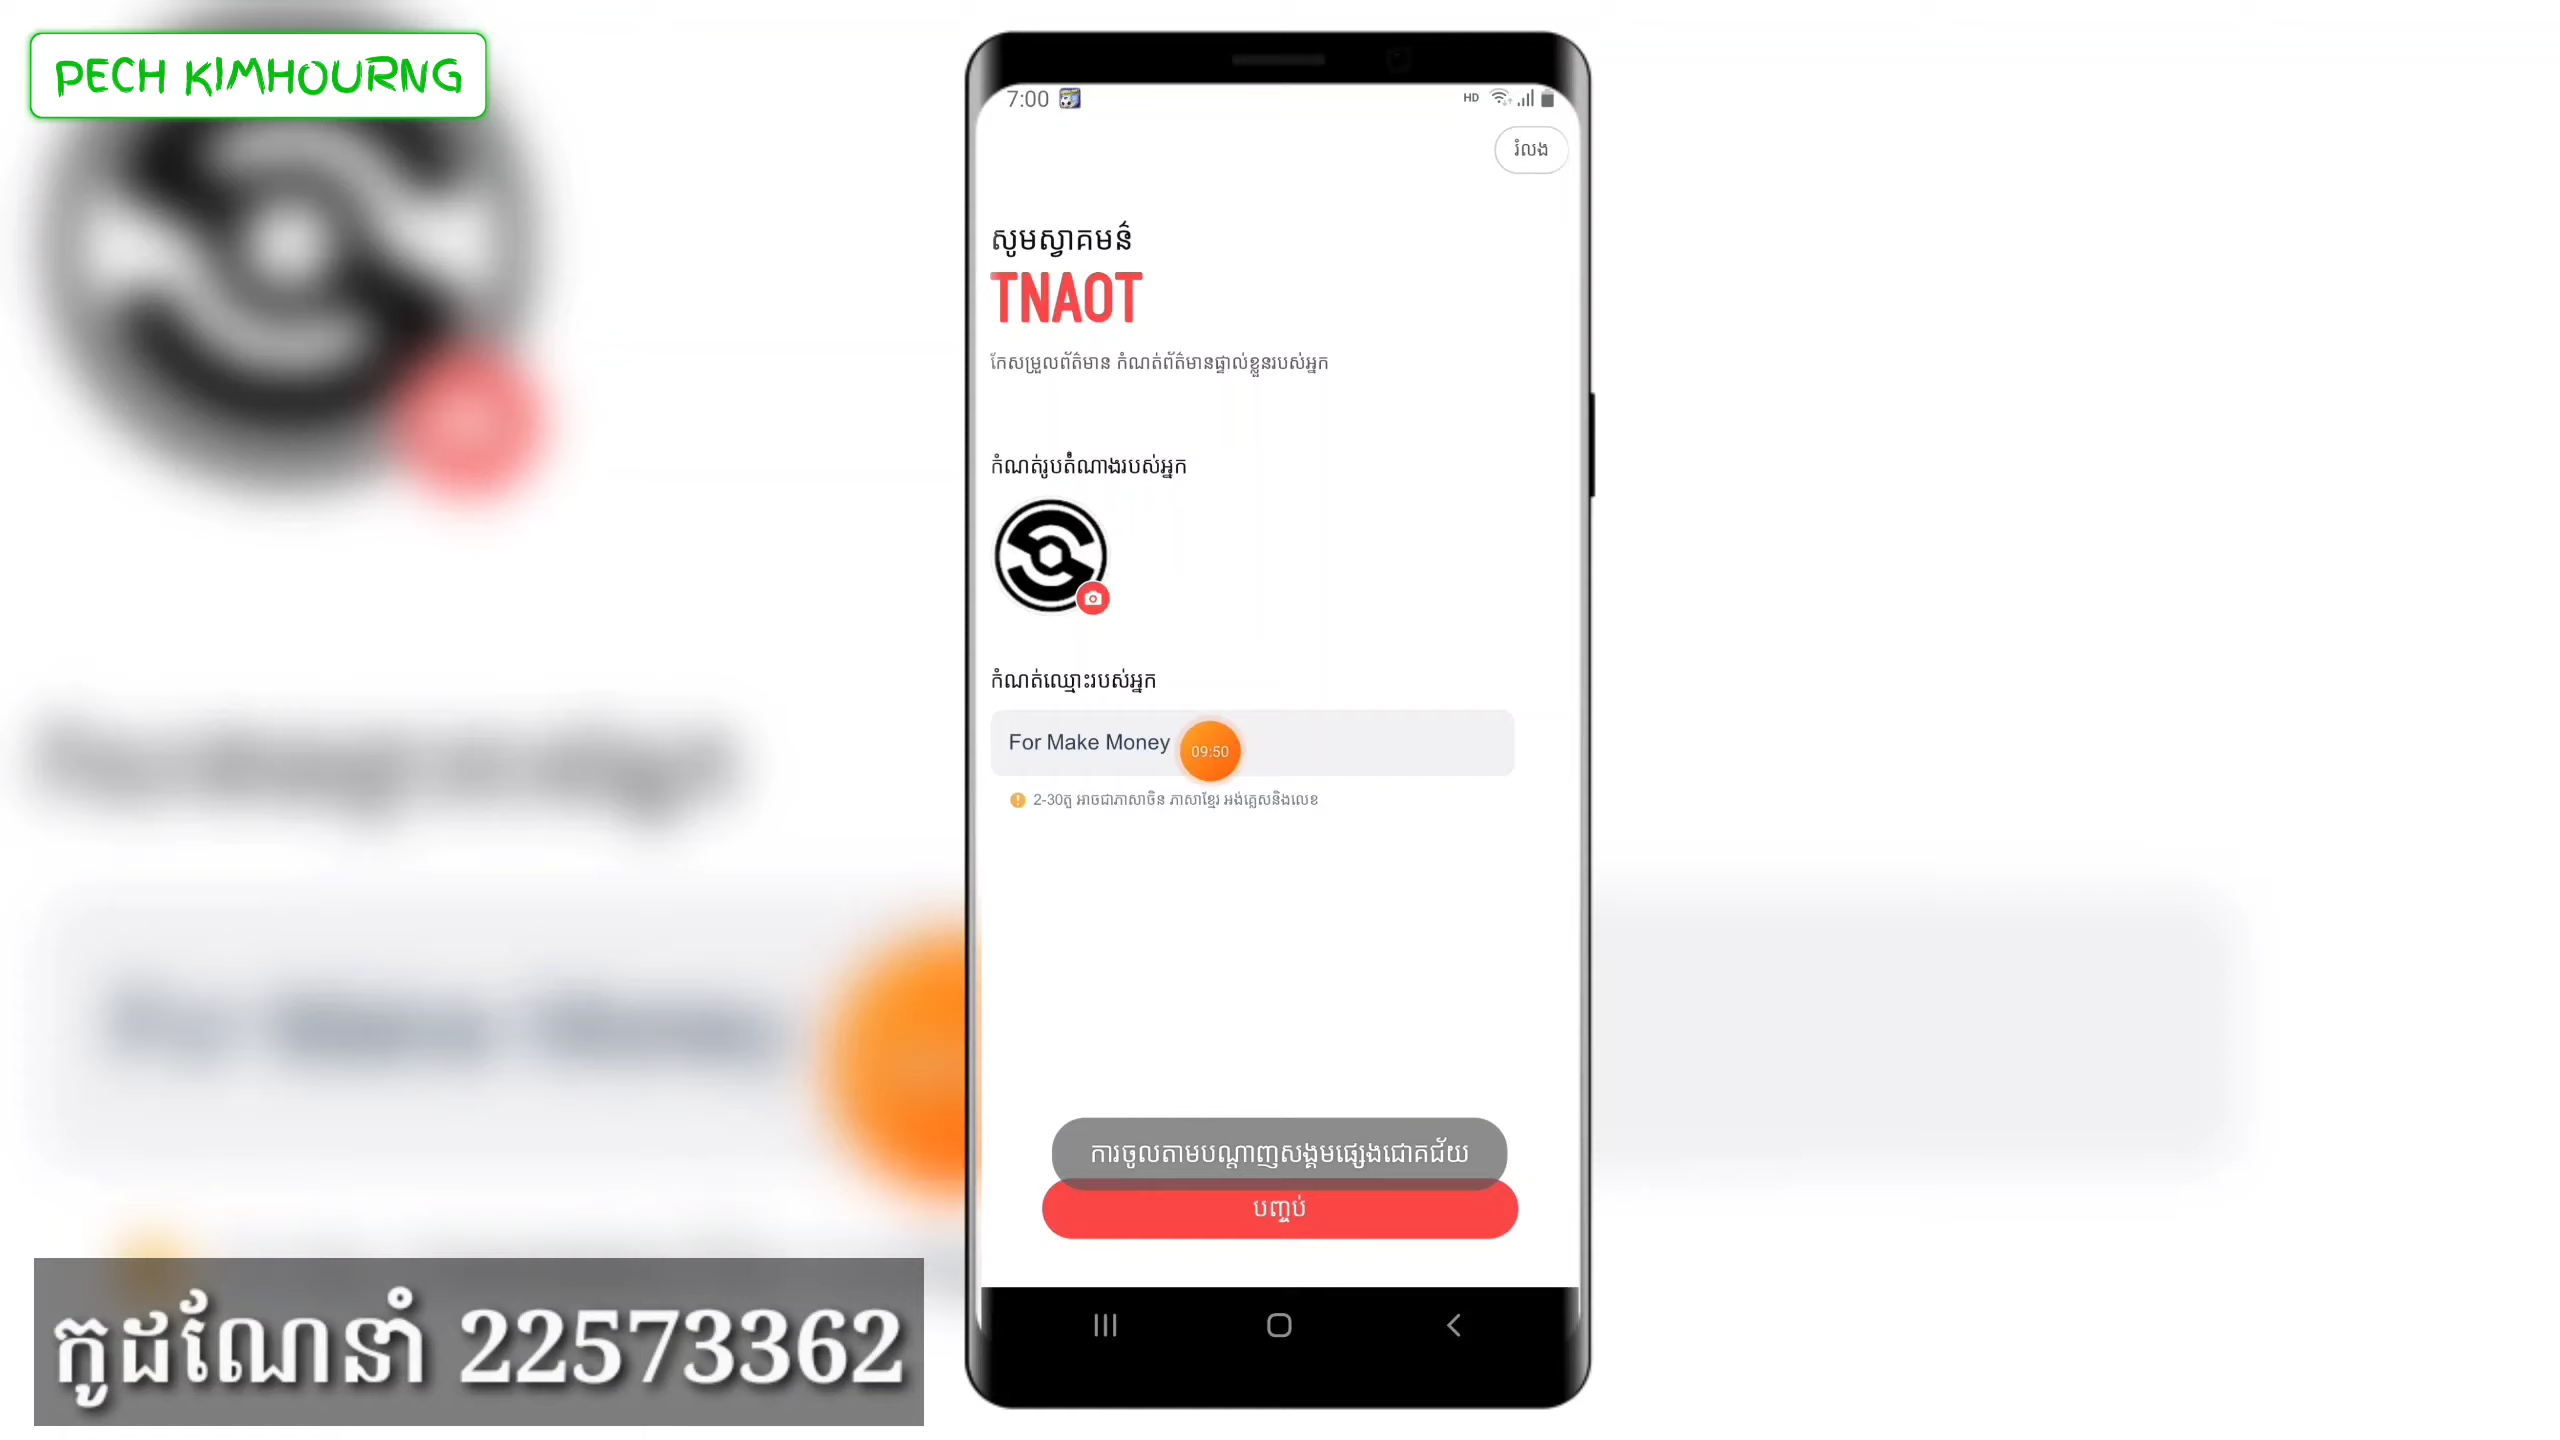 PECH KIMHOURNG
7:00
HD
រំលង
សូមស្វាគមន៍
TNAOT
កែសម្រួលព័ត៌មាន កំណត់ព័ត៌មានផ្ទាល់ខ្លួនរបស់អ្នក
កំណត់រូបតំណាងរបស់អ្នក
កំណត់ឈ្មោះរបស់អ្នក
For Make Money
09:50
2-30តួ អាចជាភាសាចិន ភាសាខ្មែរ អង់គ្លេសនិងលេខ
ការចូលតាមបណ្តាញសង្គមផ្សេងជោគជ័យ
បញ្ចប់
កូដណែនាំ 22573362